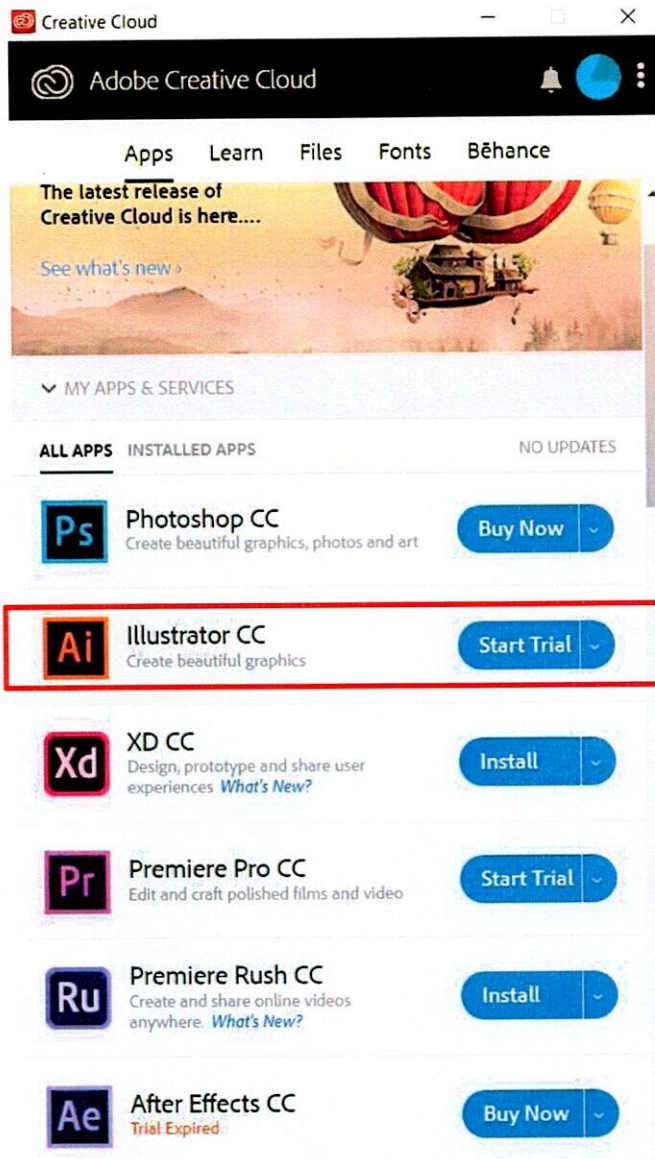 Creative Cloud
Adobe Creative Cloud
Apps Learn Files Fonts Bēhance
The latest release of
Creative Cloud is here....
See what's new ›
MY APPS & SERVICES
ALL APPS INSTALLED APPS NO UPDATES
Ps Photoshop CC
Create beautiful graphics, photos and art
Buy Now
Ai Illustrator CC
Create beautiful graphics
Start Trial
Xd XD CC
Design, prototype and share user
experiences What's New?
Install
Pr Premiere Pro CC
Edit and craft polished films and video
Start Trial
Ru Premiere Rush CC
Create and share online videos
anywhere. What's New?
Install
Ae After Effects CC
Trial Expired
Buy Now